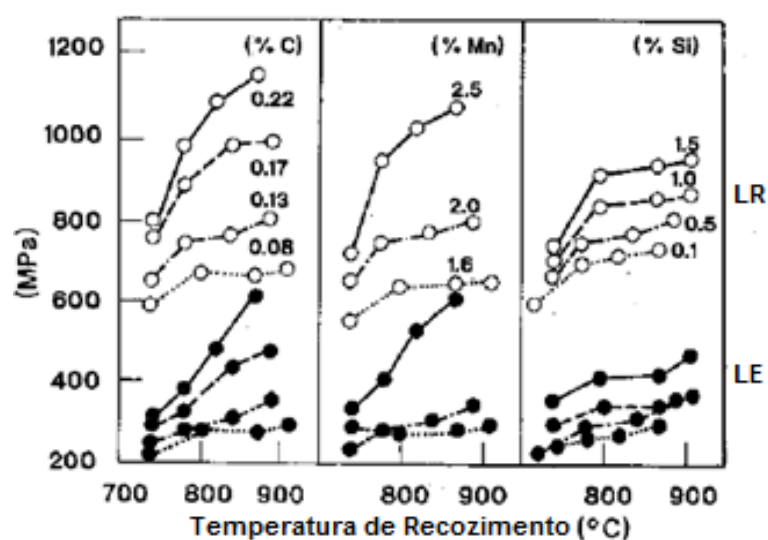 (% C)
(% Mn)
(% Si)
1200
1000
800
600
400
200
(MPa)
0.22
0.17
0.13
0.08
2.5
2.0
1.6
1.5
1.0
0.5
0.1
LR
LE
700 800 900 800 900 800 900
Temperatura de Recozimento (°C)